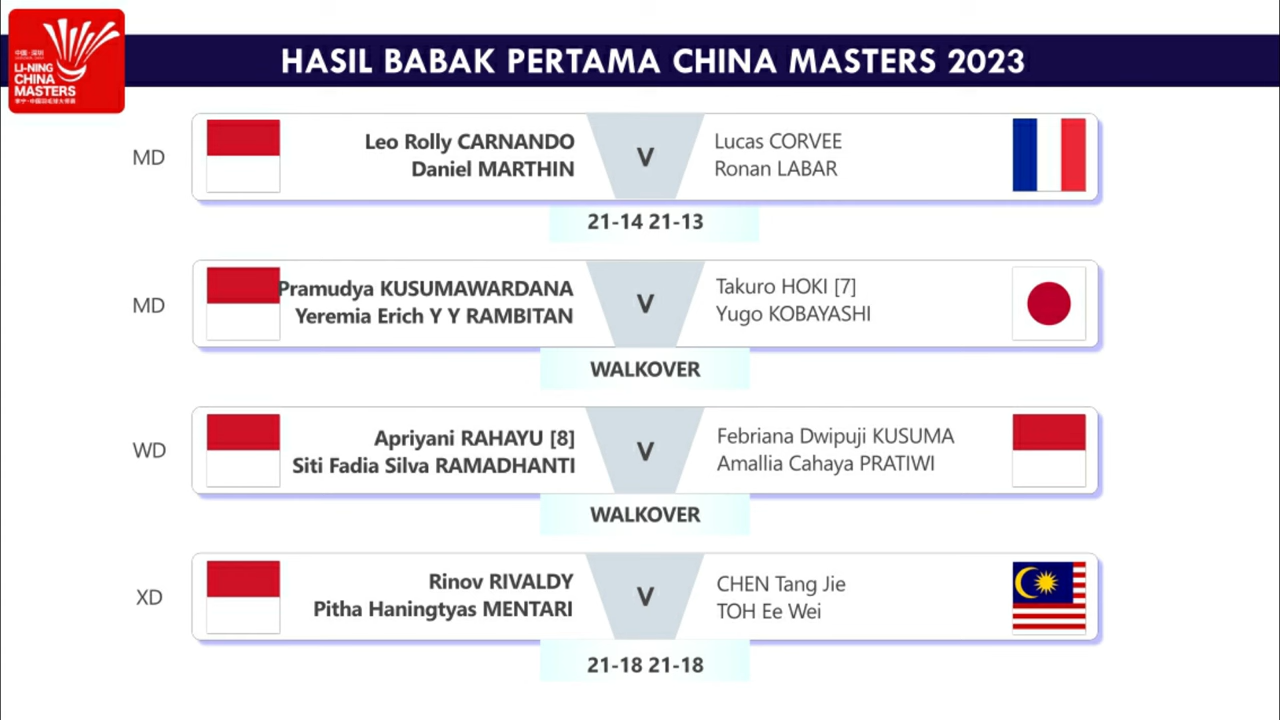 LI-NING
CHINA
MASTERS
HASIL BABAK PERTAMA CHINA MASTERS 2023
MD
Leo Rolly CARNANDO
Daniel MARTHIN
V
Lucas CORVEE
Ronan LABAR
21-14 21-13
MD
Pramudya KUSUMAWARDANA
Yeremia Erich Y Y RAMBITAN
V
Takuro HOKI [7]
Yugo KOBAYASHI
WALKOVER
WD
Apriyani RAHAYU [8]
Siti Fadia Silva RAMADHANTI
V
Febriana Dwipuji KUSUMA
Amallia Cahaya PRATIWI
WALKOVER
XD
Rinov RIVALDY
Pitha Haningtyas MENTARI
V
CHEN Tang Jie
TOH Ee Wei
21-18 21-18